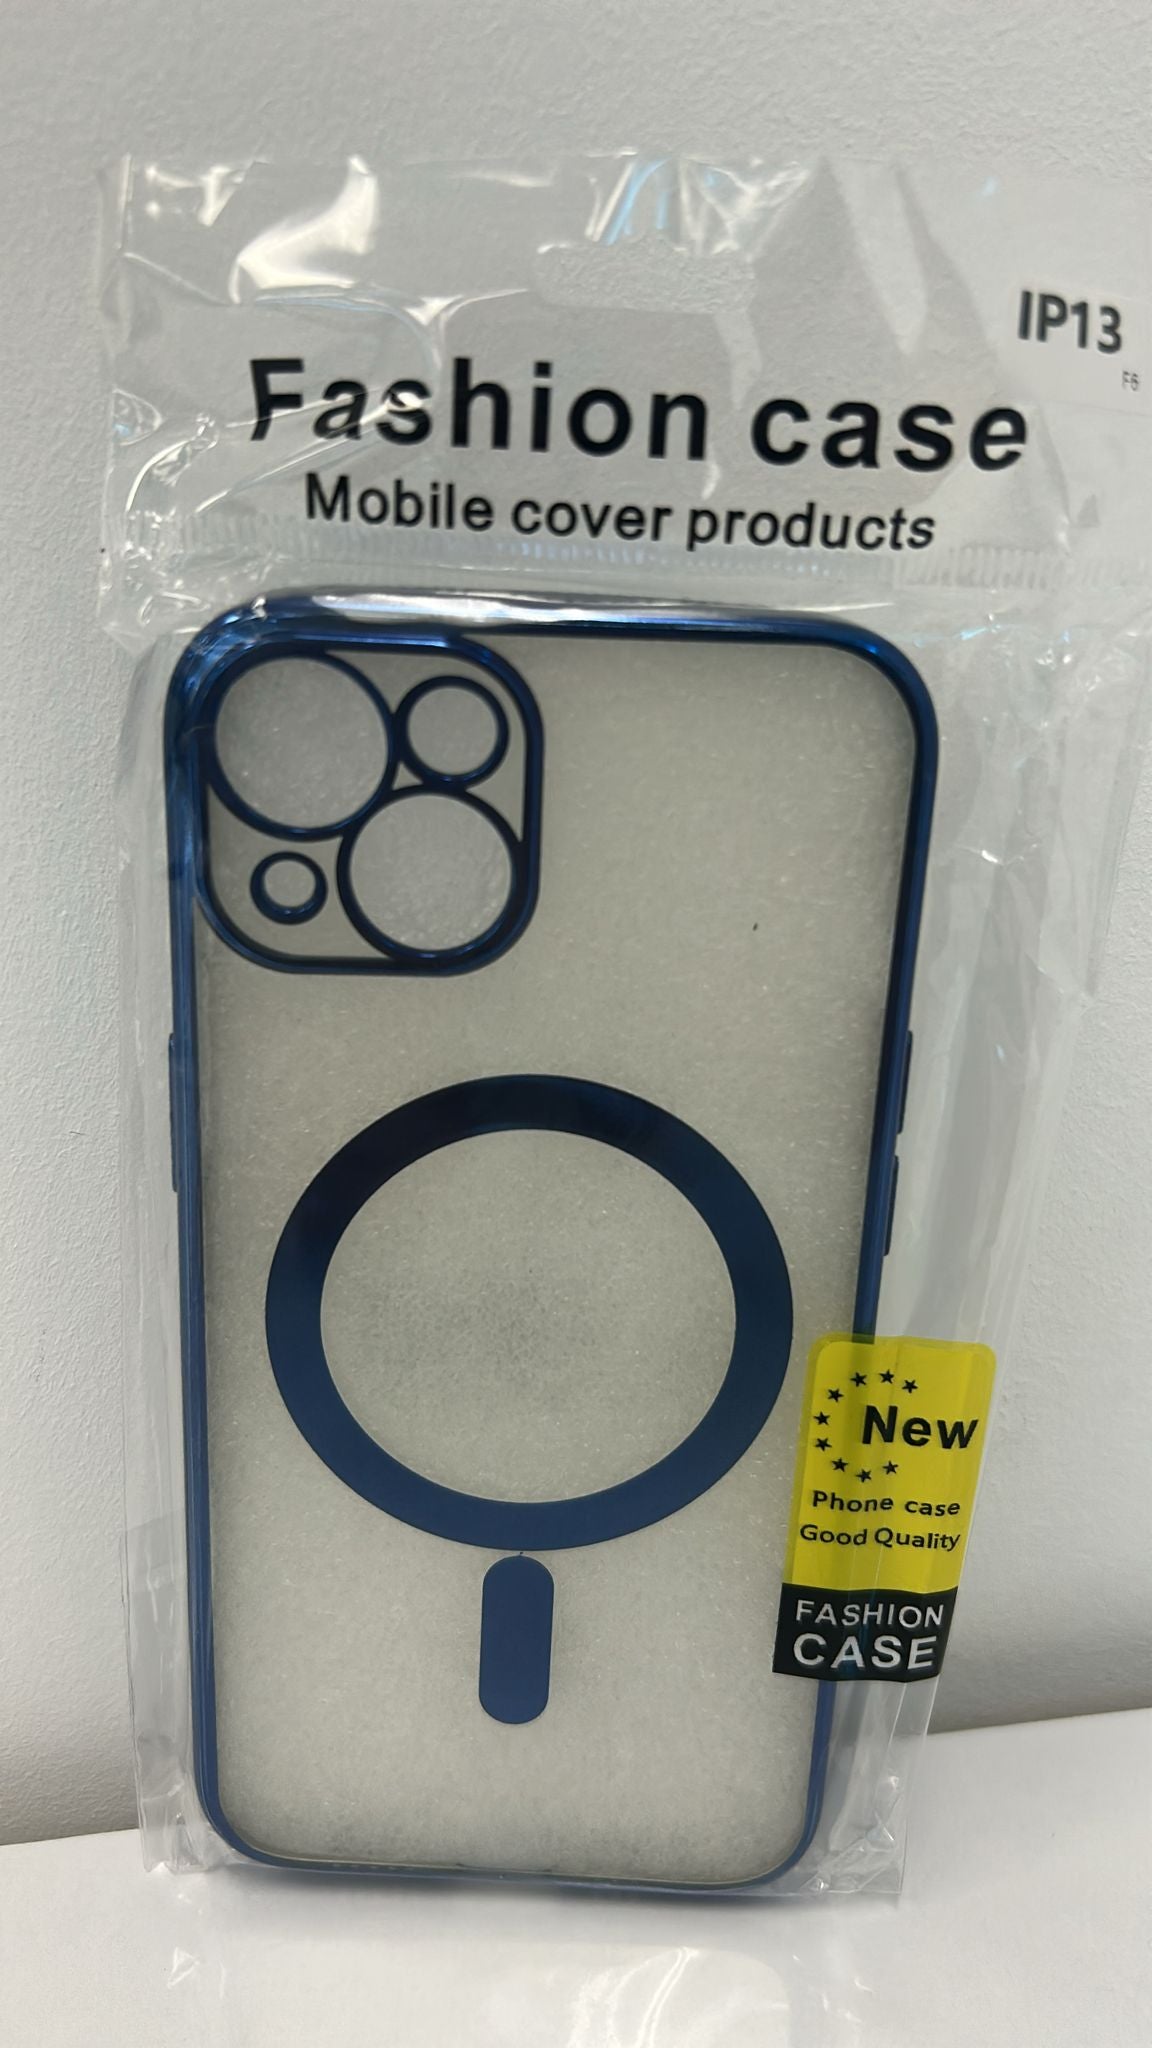 IP13
F6
Fashion case
Mobile cover products
New
Phone case
Good Quality
FASHION
CASE